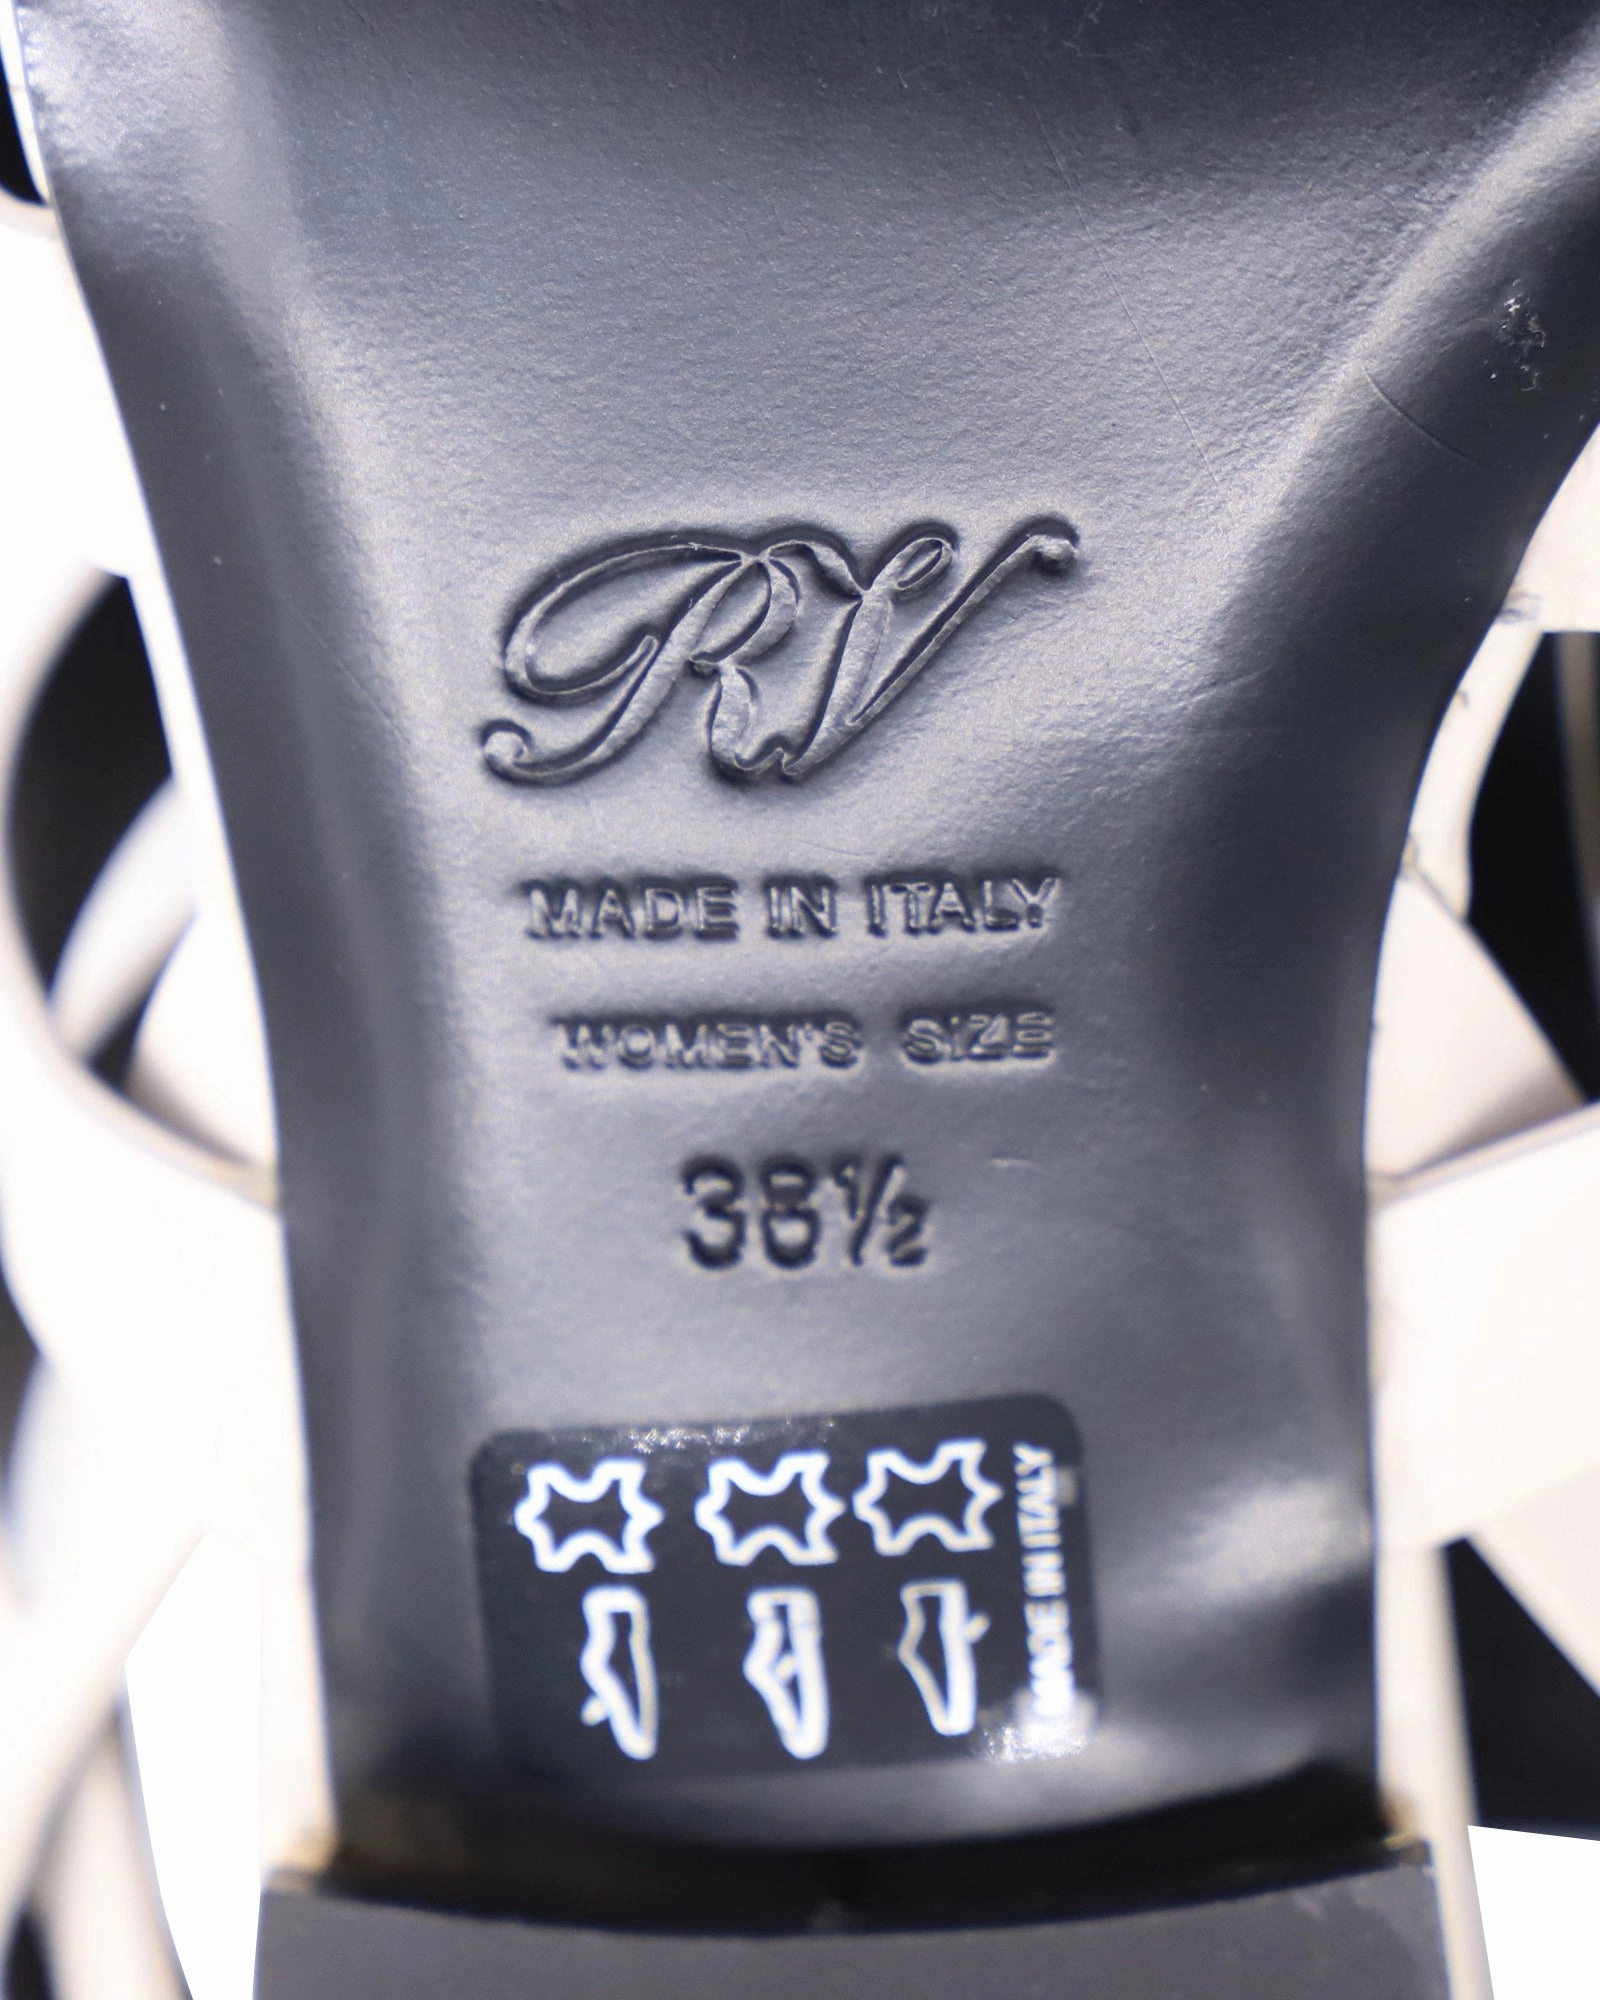 RV
MADE IN ITALY
WOMEN'S SIZE
38½
MADE IN ITALY